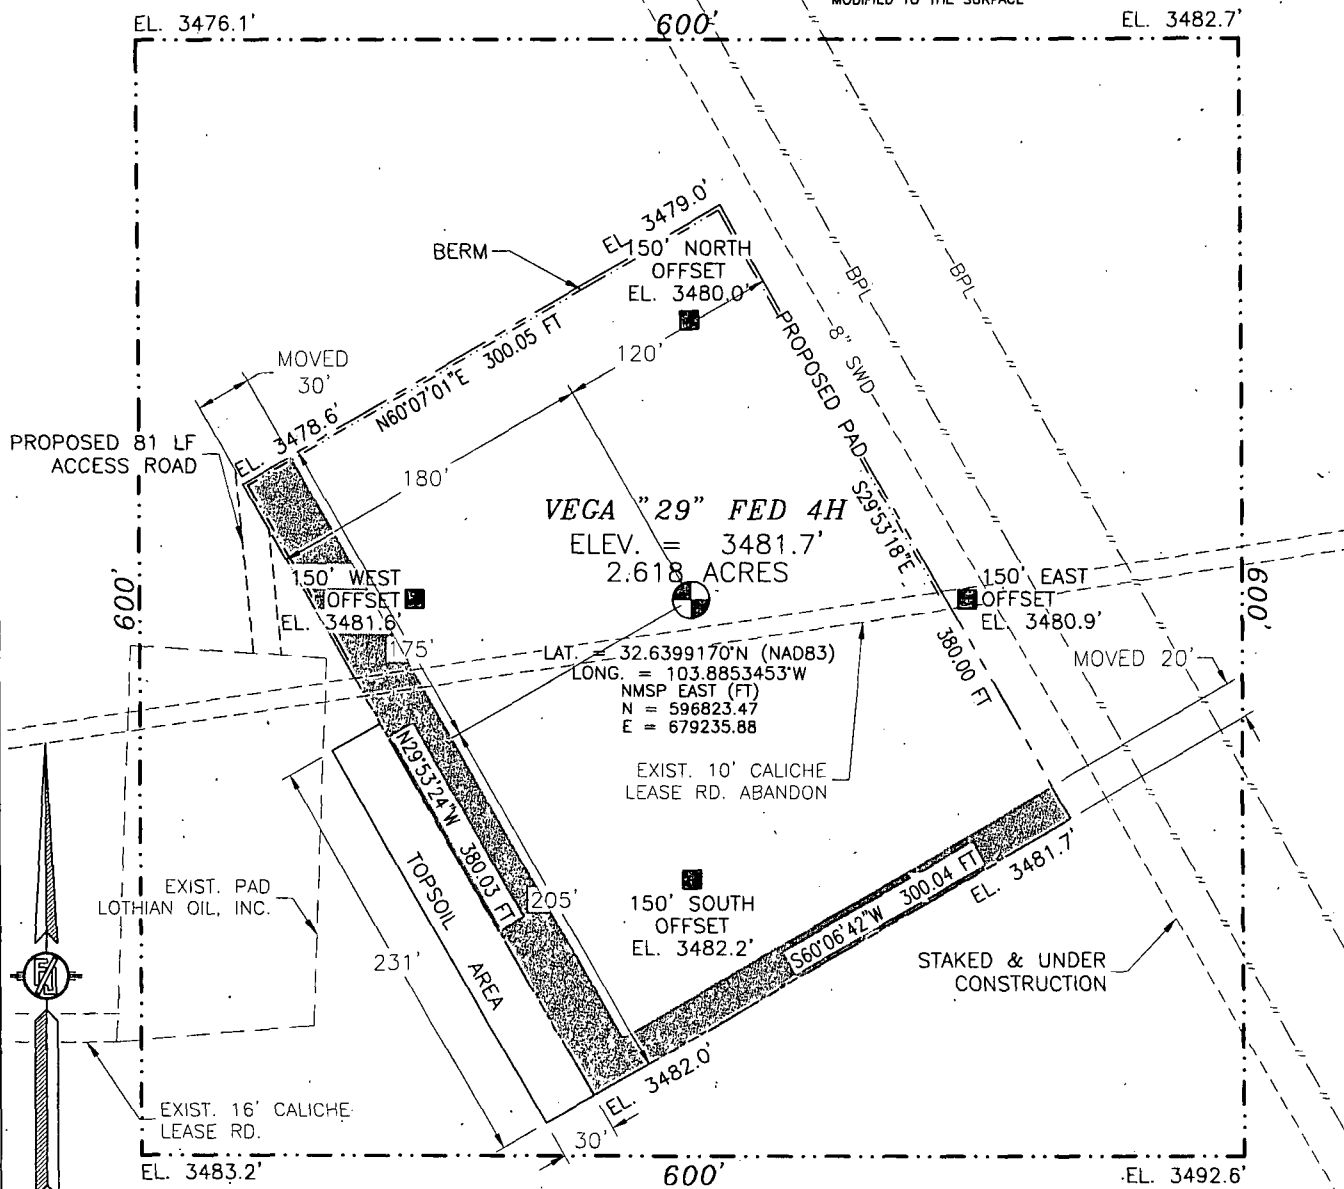 MODIFIED TO THE SURFACE
EL. 3476.1'
600'
EL. 3482.7'
EL. 3479.0'
BERM
150' NORTH
OFFSET
EL. 3480.0'
BPL
BPL
8" SWD
PROPOSED PAD
N60°07'01"E 300.05 FT
120'
MOVED
30'
EL. 3478.6'
PROPOSED 81 LF
ACCESS ROAD
180'
VEGA "29" FED 4H
ELEV. = 3481.7'
2.618 ACRES
S29°53'18"E
380.00 FT
150' WEST
OFFSET
EL. 3481.6'
150' EAST
OFFSET
EL. 3480.9'
600'
600'
175'
LAT. = 32.6399170°N (NAD83)
LONG. = 103.8853453°W
NMSP EAST (FT)
N = 596823.47
E = 679235.88
MOVED 20'
EXIST. 10' CALICHE
LEASE RD. ABANDON
N29°53'24"W 380.03 FT
TOPSOIL
AREA
EXIST. PAD
LOTHIAN OIL, INC.
205'
231'
150' SOUTH
OFFSET
EL. 3482.2'
S60°06'42"W 300.04 FT
EL. 3481.7'
STAKED & UNDER
CONSTRUCTION
EL. 3482.0'
EXIST. 16' CALICHE
LEASE RD.
30'
EL. 3483.2'
600'
EL. 3492.6'